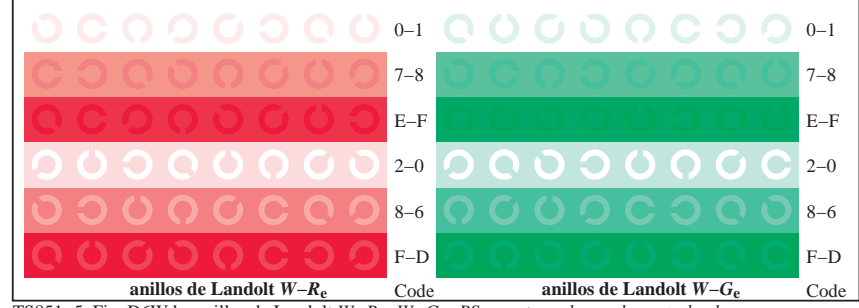 0–1 0–1
7–8 7–8
E–F E–F
2–0 2–0
8–6 8–6
F–D F–D
anillos de Landolt W–Re Code anillos de Landolt W–Ge Code